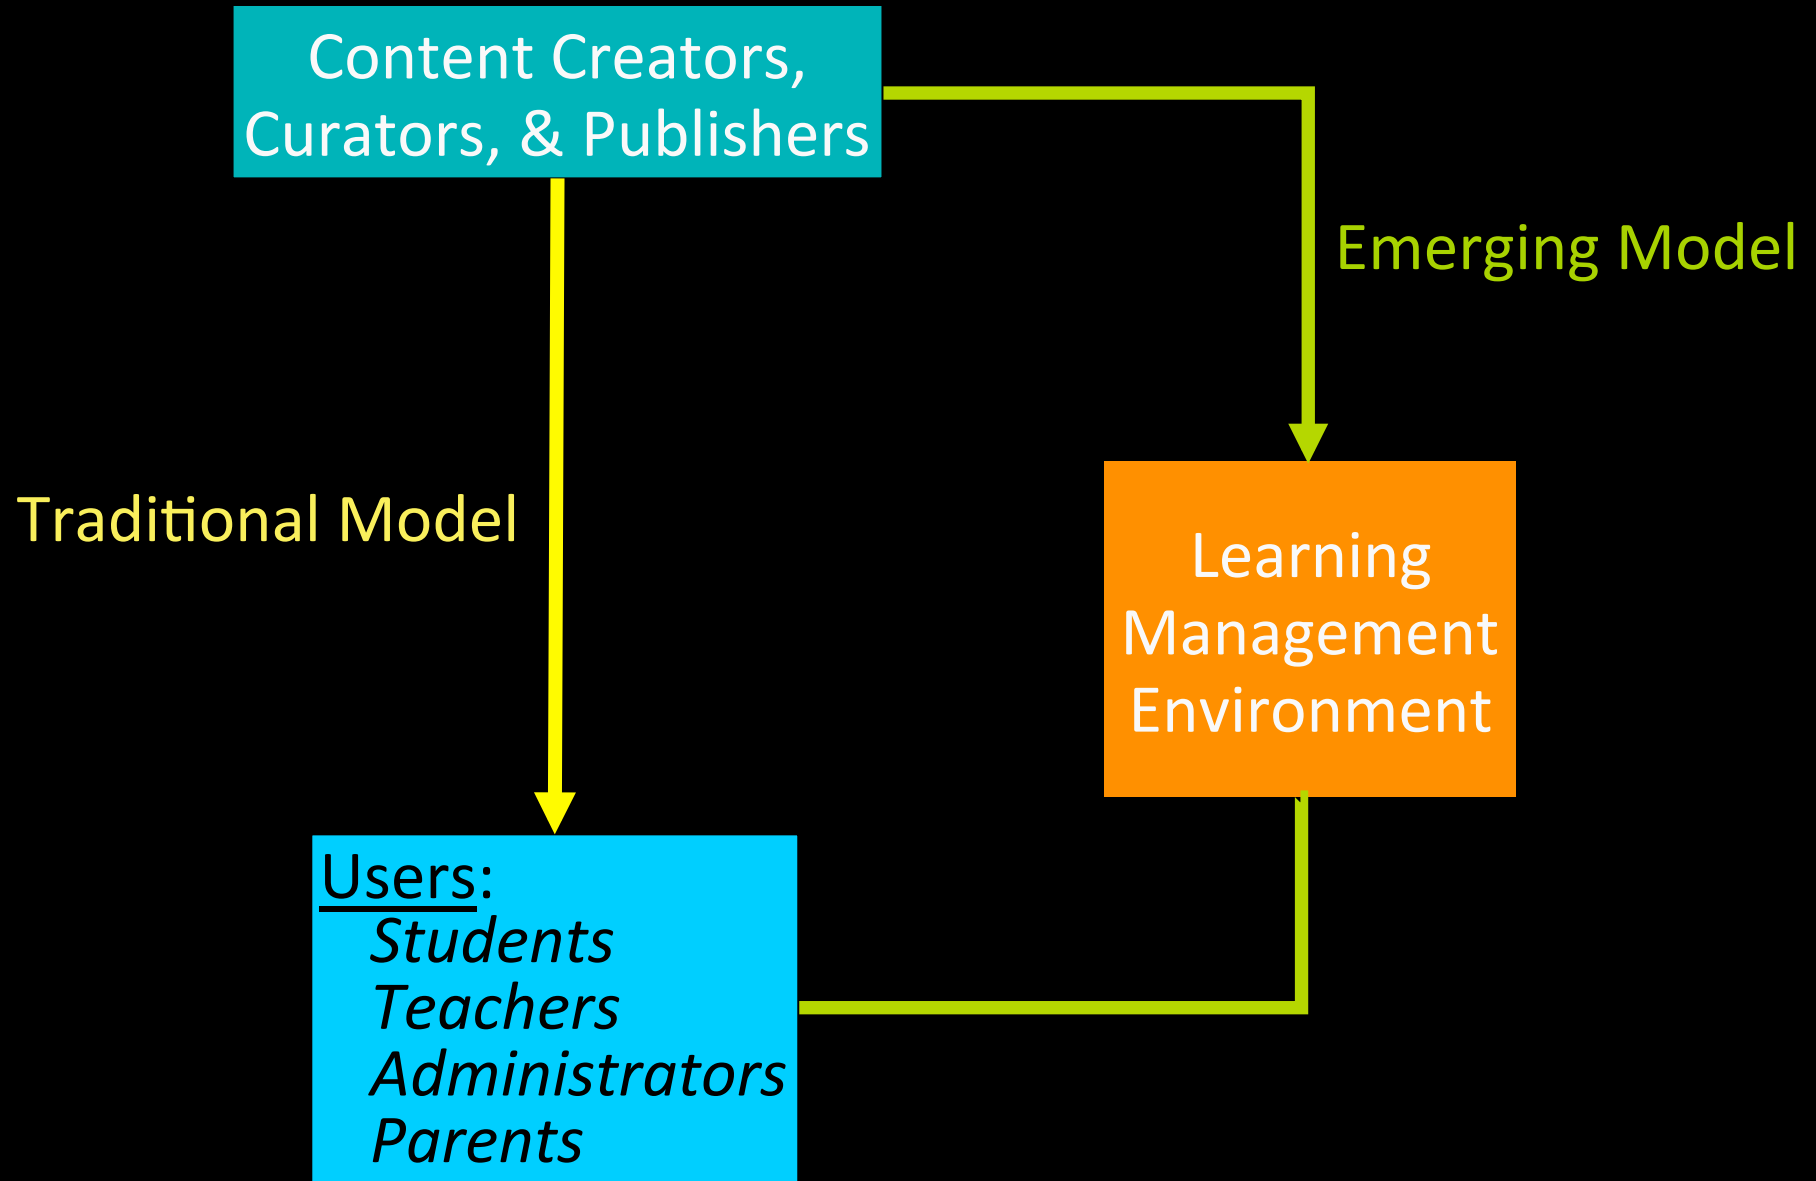 Content Creators,
Curators, & Publishers
Emerging Model
Traditional Model
Learning
Management
Environment
Users:
Students
Teachers
Administrators
Parents